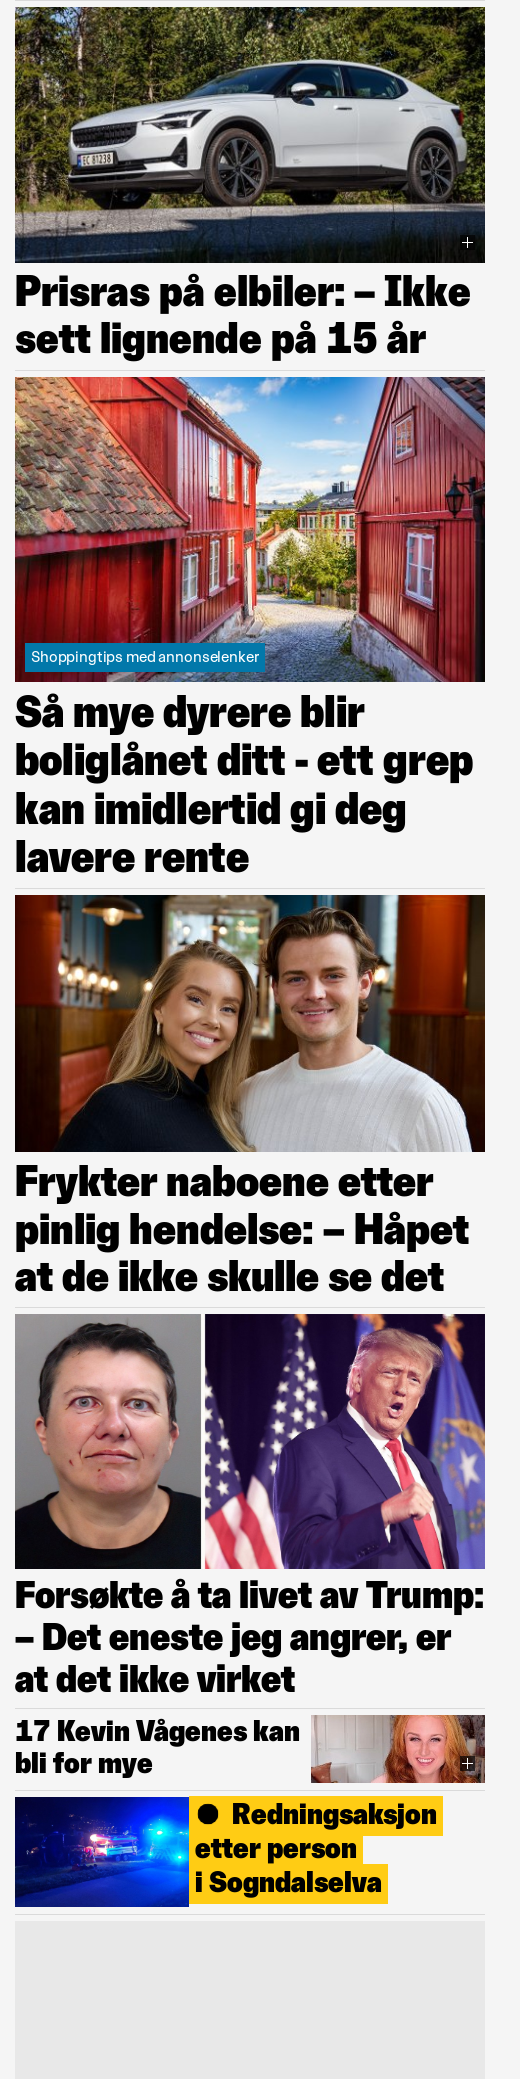 EC 81238
Prisras på elbiler: – Ikke
sett lignende på 15 år
Shoppingtips med annonselenker
Så mye dyrere blir
boliglånet ditt - ett grep
kan imidlertid gi deg
lavere rente
Frykter naboene etter
pinlig hendelse: – Håpet
at de ikke skulle se det
Forsøkte å ta livet av Trump:
– Det eneste jeg angrer, er
at det ikke virket
17 Kevin Vågenes kan
bli for mye
Redningsaksjon
etter person
i Sogndalselva